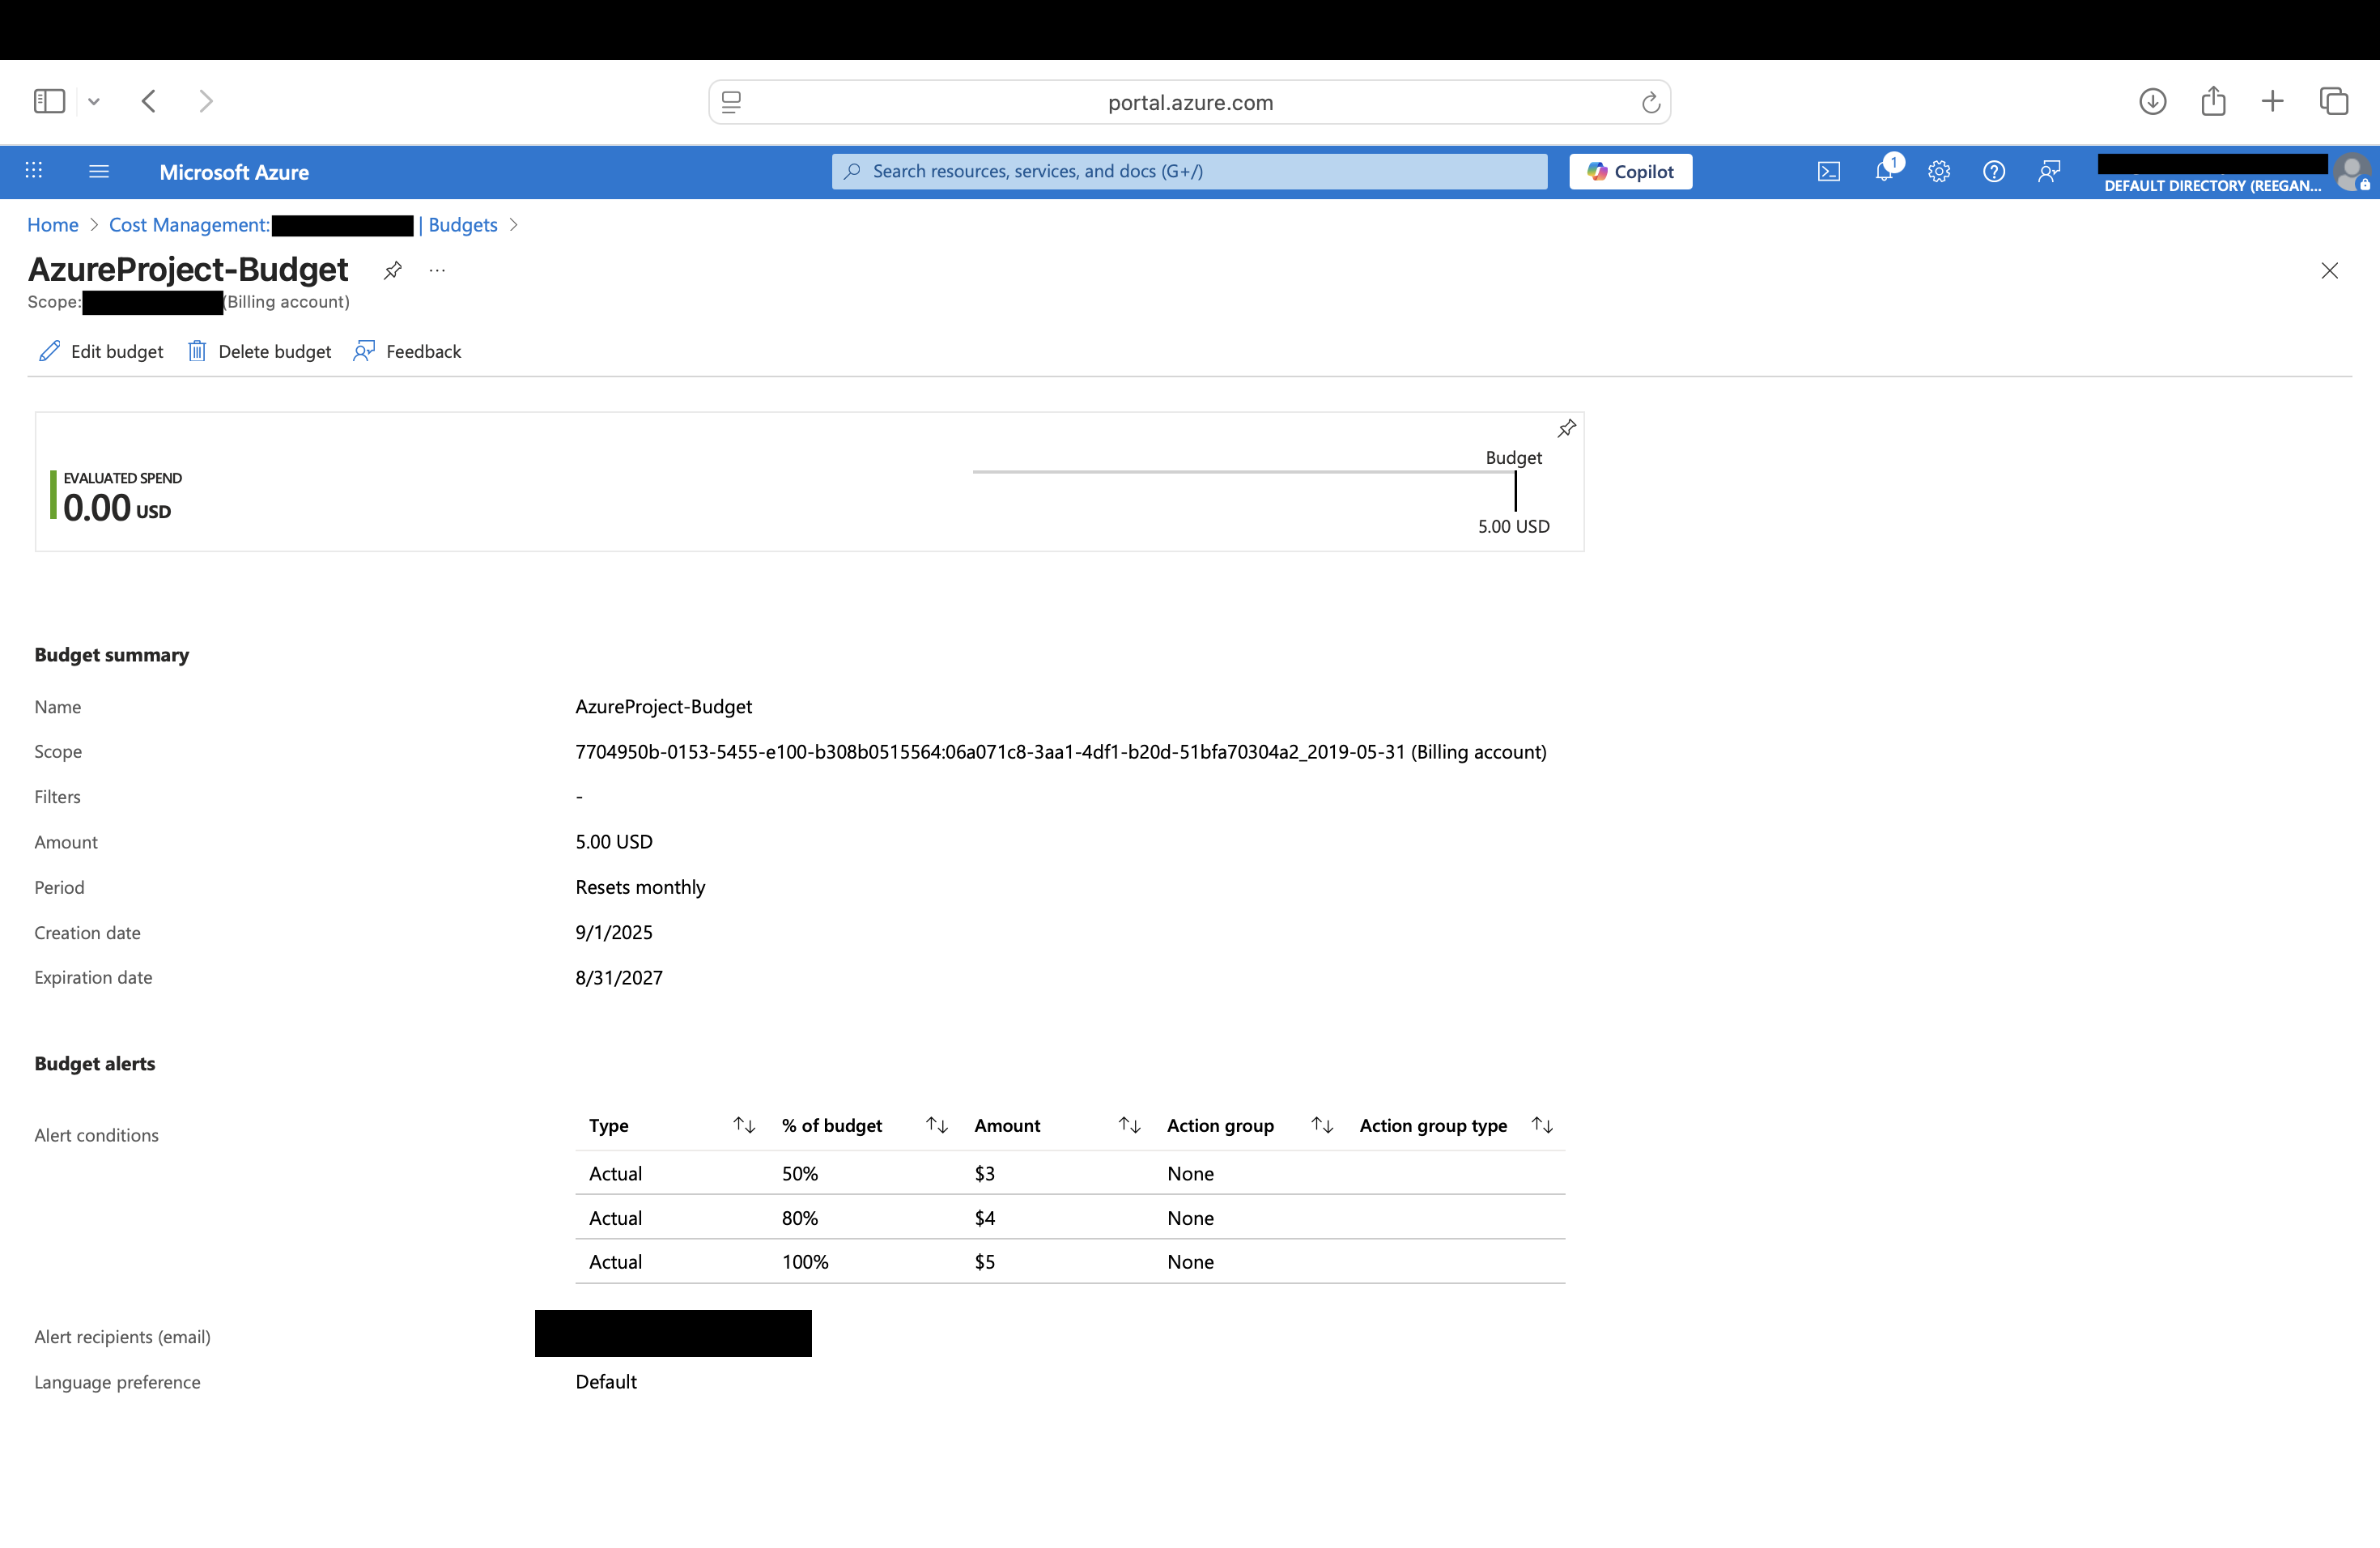 portal.azure.com
Microsoft Azure
Search resources, services, and docs (G+/)
Copilot
1
DEFAULT DIRECTORY (REEGAN...
Home > Cost Management: | Budgets >
AzureProject-Budget
Scope: (Billing account)
Edit budget Delete budget Feedback
Budget
EVALUATED SPEND
0.00 USD
5.00 USD
Budget summary
Name AzureProject-Budget
Scope 7704950b-0153-5455-e100-b308b0515564:06a071c8-3aa1-4df1-b20d-51bfa70304a2_2019-05-31 (Billing account)
Filters -
Amount 5.00 USD
Period Resets monthly
Creation date 9/1/2025
Expiration date 8/31/2027
Budget alerts
Alert conditions
Type % of budget Amount Action group Action group type
Actual 50% $3 None
Actual 80% $4 None
Actual 100% $5 None
Alert recipients (email)
Language preference Default